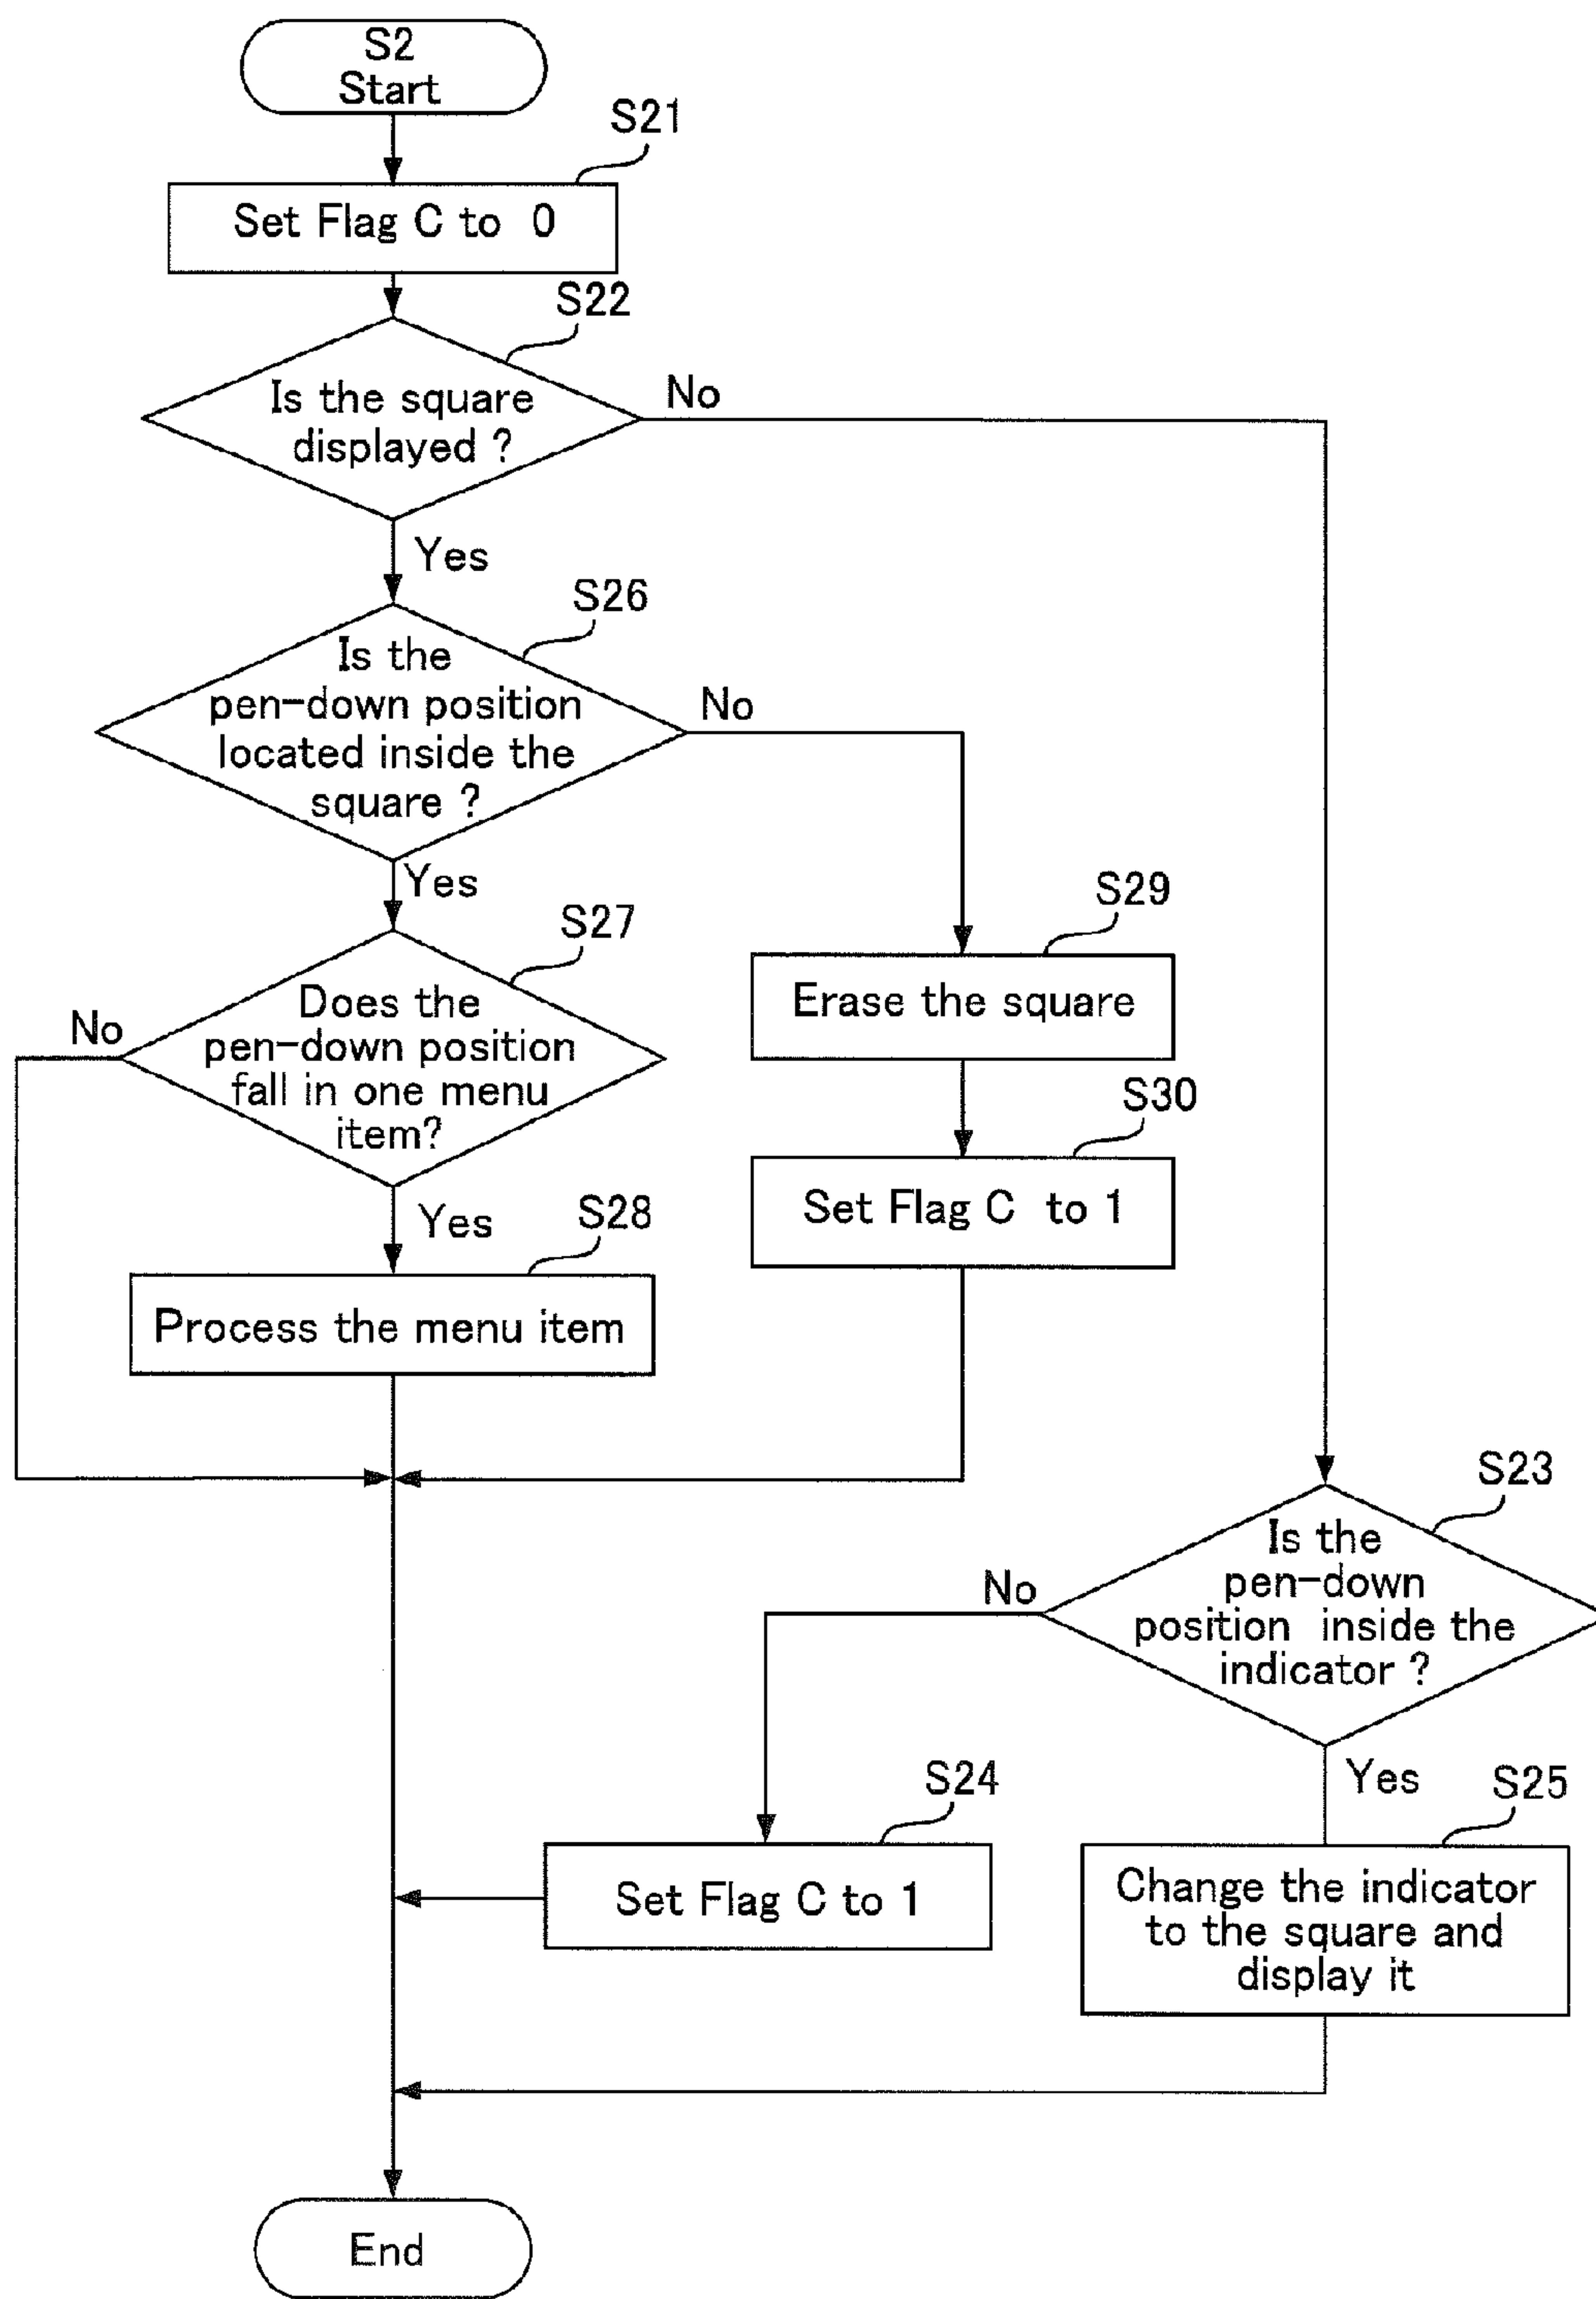 S2
Start
S21
Set Flag C to 0
S22
Is the square
displayed ?
No
Yes
S26
Is the
pen-down position
located inside the
square ?
No
Yes
S27
Does the
pen-down position
fall in one menu
item?
No
Yes
S28
Process the menu item
S29
Erase the square
S30
Set Flag C to 1
S23
Is the
pen-down
position inside the
indicator ?
No
Yes
S24
Set Flag C to 1
S25
Change the indicator
to the square and
display it
End